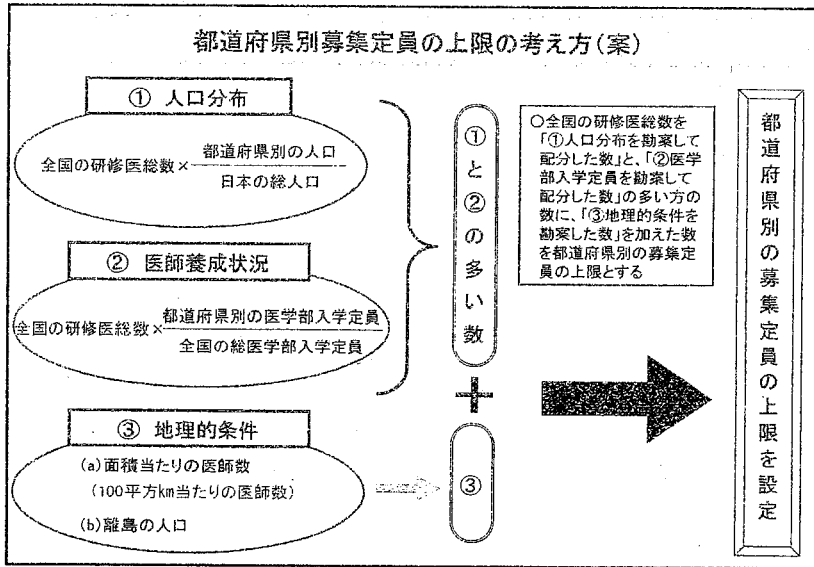 都道府県別募集定員の上限の考え方(案)
① 人口分布
全国の研修医総数×都道府県別の人口
日本の総人口
② 医師養成状況
全国の研修医総数×都道府県別の医学部入学定員
全国の総医学部入学定員
③ 地理的条件
(a)面積当たりの医師数
(100平方km当たりの医師数)
(b)離島の人口
①と②の多い数
+
③
○全国の研修医総数を
「①人口分布を勘案して
配分した数」と、「②医学
部入学定員を勘案して
配分した数」の多い方の
数に、「③地理的条件を
勘案した数」を加えた数
を都道府県別の募集定
員の上限とする
都道府県別の募集定員の上限を設定